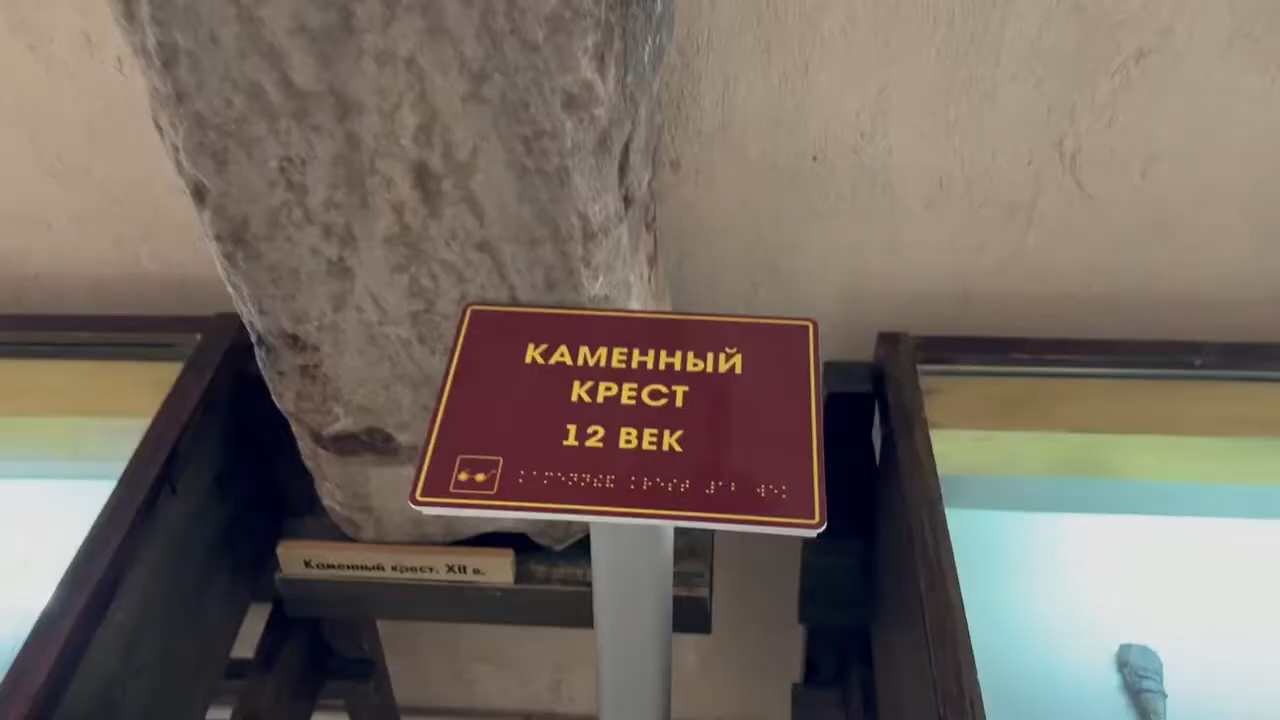 КАМЕННЫЙ
КРЕСТ
12 ВЕК
⠅⠁⠍⠑⠝⠝⠮⠯ ⠅⠗⠑⠎⠞ ⠼⠁⠃ ⠺⠑⠅
Каменный крест. XII в.